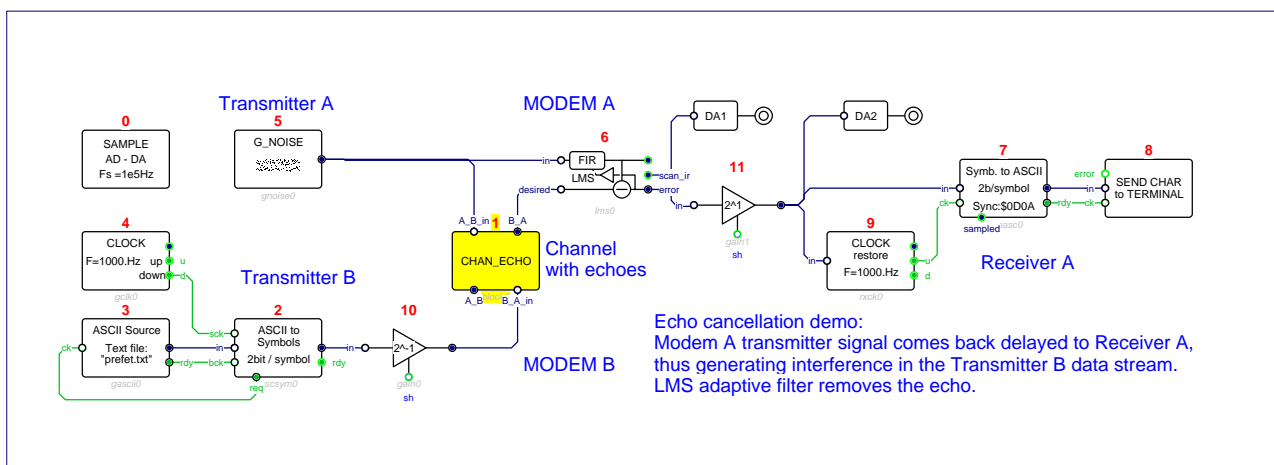 0
SAMPLE
AD - DA
Fs =1e5Hz
Transmitter A
5
G_NOISE
gnoise0
MODEM A
6
in
FIR
LMS
scan_ir
desired
error
lms0
DA1
DA2
11
in
2^1
gain1
sh
7
Symb. to ASCII
2b/symbol
Sync:$0D0A
in
ck
rdy
sampled
8
error
SEND CHAR
to TERMINAL
in
ck
9
CLOCK
restore
F=1000.Hz
in
u
d
rxck0
Receiver A
4
CLOCK
F=1000.Hz
up
down
u
d
gclk0
A_B_in
1
B_A
CHAN_ECHO
A_B
B_A_in
Channel
with echoes
Transmitter B
3
ASCII Source
Text file:
"prefet.txt"
ck
rdy
gascii0
2
ASCII to
Symbols
2bit / symbol
sck
in
bck
rdy
req
scsym0
10
in
2^-1
gain0
sh
MODEM B
Echo cancellation demo:
Modem A transmitter signal comes back delayed to Receiver A,
thus generating interference in the Transmitter B data stream.
LMS adaptive filter removes the echo.